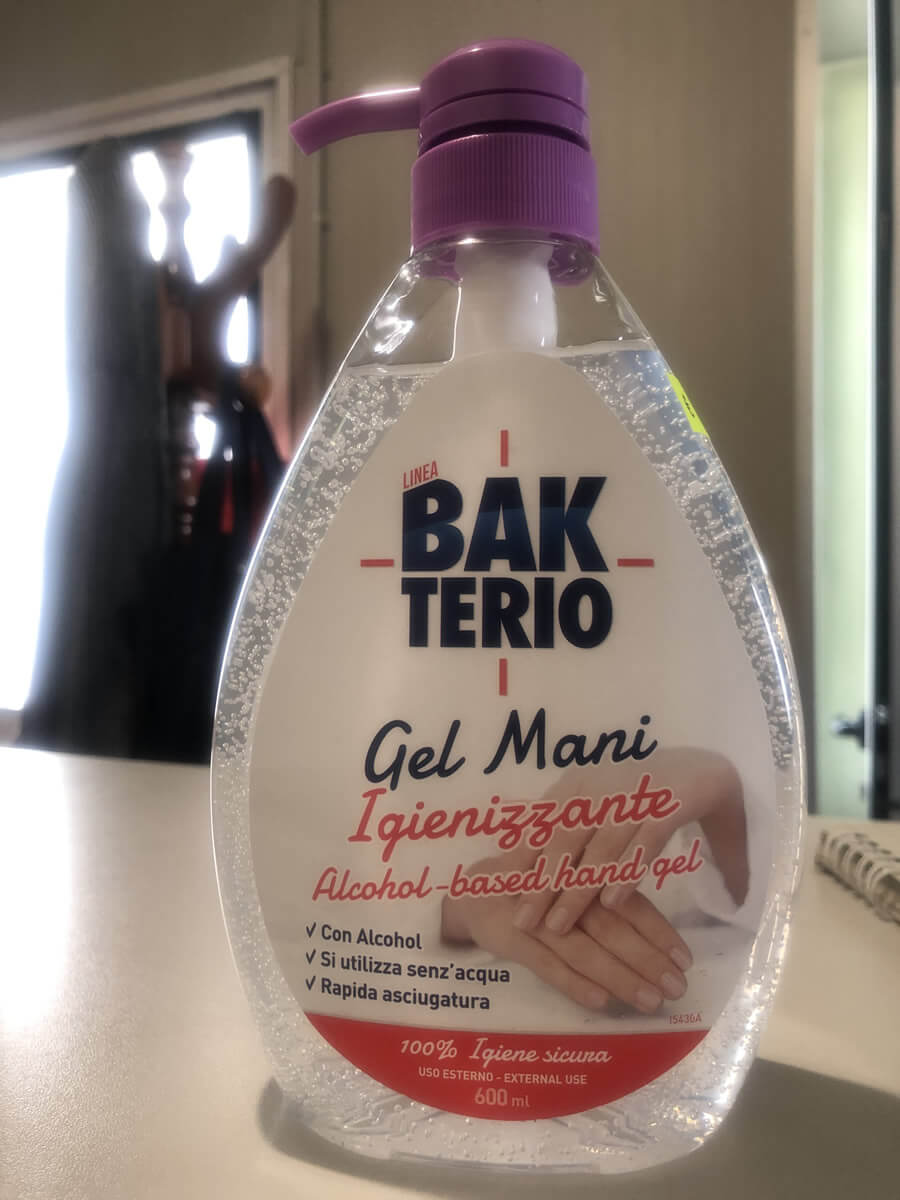 LINEA
BAK
TERIO
Gel Mani
Igienizzante
Alcohol-based hand gel
✓ Con Alcohol
✓ Si utilizza senz'acqua
✓ Rapida asciugatura
I5430A
100% Igiene sicura
USO ESTERNO - EXTERNAL USE
600 ml